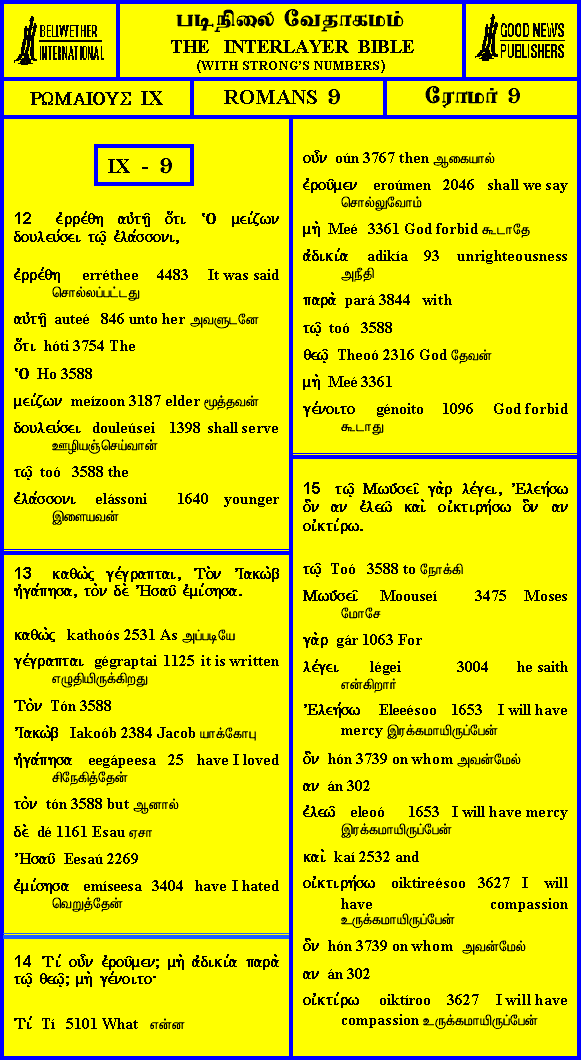 BELLWETHER
INTERNATIONAL
படிநிலை வேதாகமம்
THE INTERLAYER BIBLE
(WITH STRONG'S NUMBERS)
GOOD NEWS
PUBLISHERS
ΡΩΜΑΙΟΥΣ IX
ROMANS 9
ரோமர் 9
IX - 9
12 ἐρρέθη αὐτῇ ὅτι Ὁ μείζων
δουλεύσει τῷ ἐλάσσονι,
ἐρρέθη erréthee 4483 It was said
சொல்லப்பட்டது
αὐτῇ auteé 846 unto her அவளுடனே
ὅτι hóti 3754 The
Ὁ Ho 3588
μείζων meízoon 3187 elder மூத்தவன்
δουλεύσει douleúsei 1398 shall serve
ஊழியஞ்செய்வான்
τῷ toó 3588 the
ἐλάσσονι elássoni 1640 younger
இளையவன்
13 καθὼς γέγραπται, Τὸν Ἰακὼβ
ἠγάπησα, τὸν δὲ Ἠσαῦ ἐμίσησα.
καθὼς kathoós 2531 As அப்படியே
γέγραπται gégraptai 1125 it is written
எழுதியிருக்கிறது
Τὸν Tón 3588
Ἰακὼβ Iakoób 2384 Jacob யாக்கோபு
ἠγάπησα eegápeesa 25 have I loved
சிநேகித்தேன்
τὸν tón 3588 but ஆனால்
δὲ dé 1161 Esau ஏசா
Ἠσαῦ Eesaú 2269
ἐμίσησα emíseesa 3404 have I hated
வெறுத்தேன்
14 Τί οὖν ἐροῦμεν; μὴ ἀδικία παρὰ
τῷ θεῷ; μὴ γένοιτο·
Τί Tí 5101 What என்ன
οὖν oún 3767 then ஆகையால்
ἐροῦμεν eroúmen 2046 shall we say
சொல்லுவோம்
μὴ Meé 3361 God forbid கூடாதே
ἀδικία adikía 93 unrighteousness
அநீதி
παρὰ pará 3844 with
τῷ toó 3588
θεῷ Theoó 2316 God தேவன்
μὴ Meé 3361
γένοιτο génoito 1096 God forbid
கூடாது
15 τῷ Μωϋσεῖ γὰρ λέγει, Ἐλεήσω
ὃν αν ἐλεῶ καὶ οἰκτιρήσω ὃν αν
οἰκτίρω.
τῷ Toó 3588 to நோக்கி
Μωϋσεῖ Moouseí 3475 Moses
மோசே
γὰρ gár 1063 For
λέγει légei 3004 he saith
என்கிறார்
Ἐλεήσω Eleeésoo 1653 I will have
mercy இரக்கமாயிருப்பேன்
ὃν hón 3739 on whom அவன்மேல்
αν án 302
ἐλεῶ eleoó 1653 I will have mercy
இரக்கமாயிருப்பேன்
καὶ kaí 2532 and
οἰκτιρήσω oiktireésoo 3627 I will
have compassion
உருக்கமாயிருப்பேன்
ὃν hón 3739 on whom அவன்மேல்
αν án 302
οἰκτίρω oiktíroo 3627 I will have
compassion உருக்கமாயிருப்பேன்